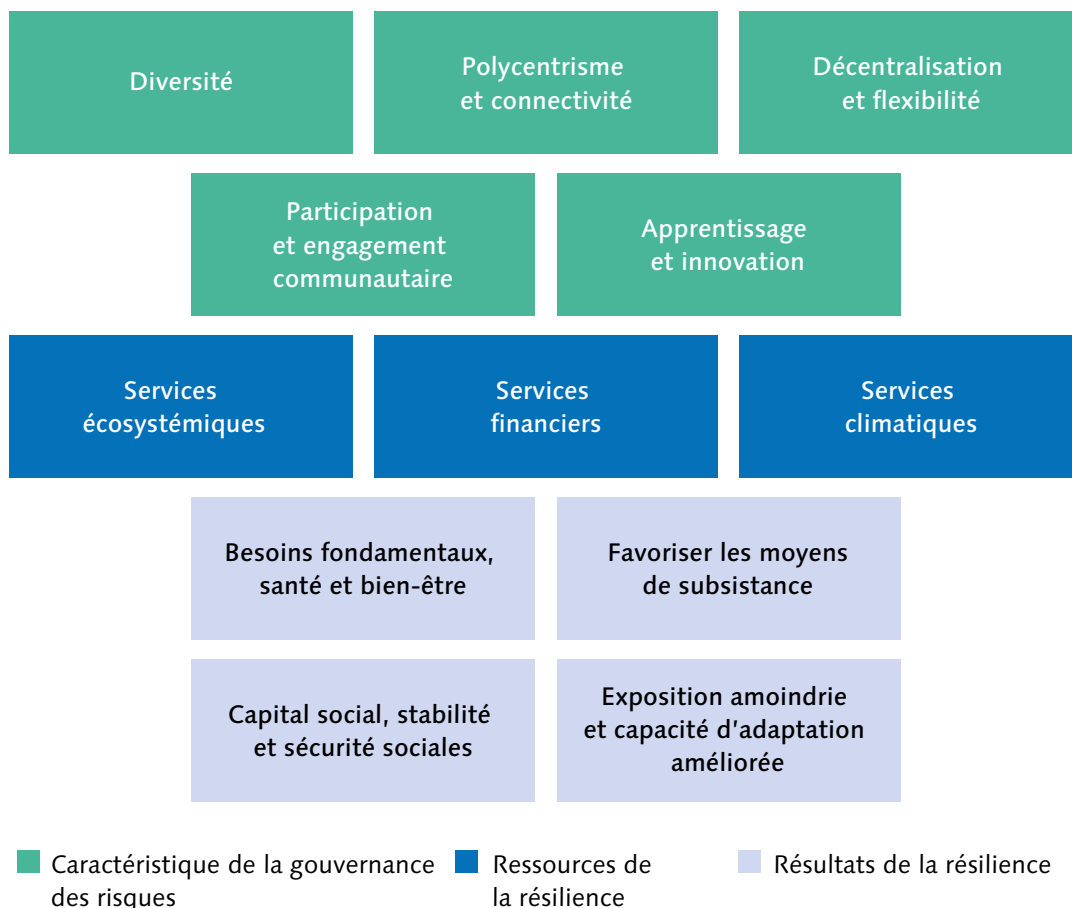 Diversité
Polycentrisme
et connectivité
Décentralisation
et flexibilité
Participation
et engagement
communautaire
Apprentissage
et innovation
Services
écosystémiques
Services
financiers
Services
climatiques
Besoins fondamentaux,
santé et bien-être
Favoriser les moyens
de subsistance
Capital social, stabilité
et sécurité sociales
Exposition amoindrie
et capacité d’adaptation
améliorée
Caractéristique de la gouvernance
des risques
Ressources de
la résilience
Résultats de la résilience